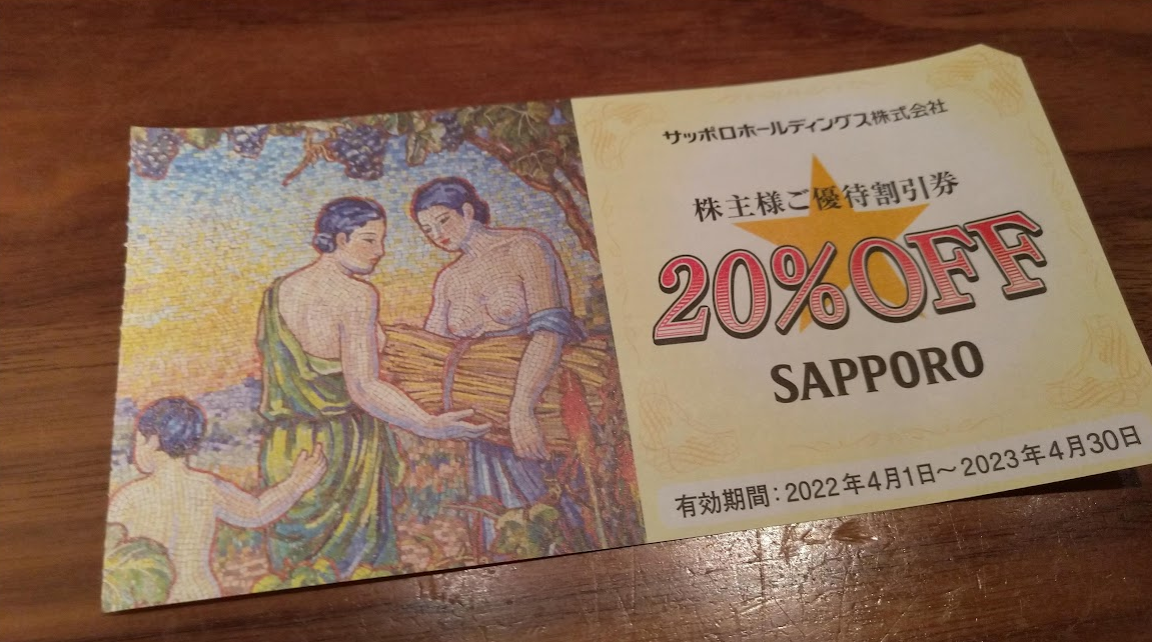 サッポロホールディングス株式会社
株主様ご優待割引券
20%OFF
SAPPORO
有効期間：2022年4月1日～2023年4月30日